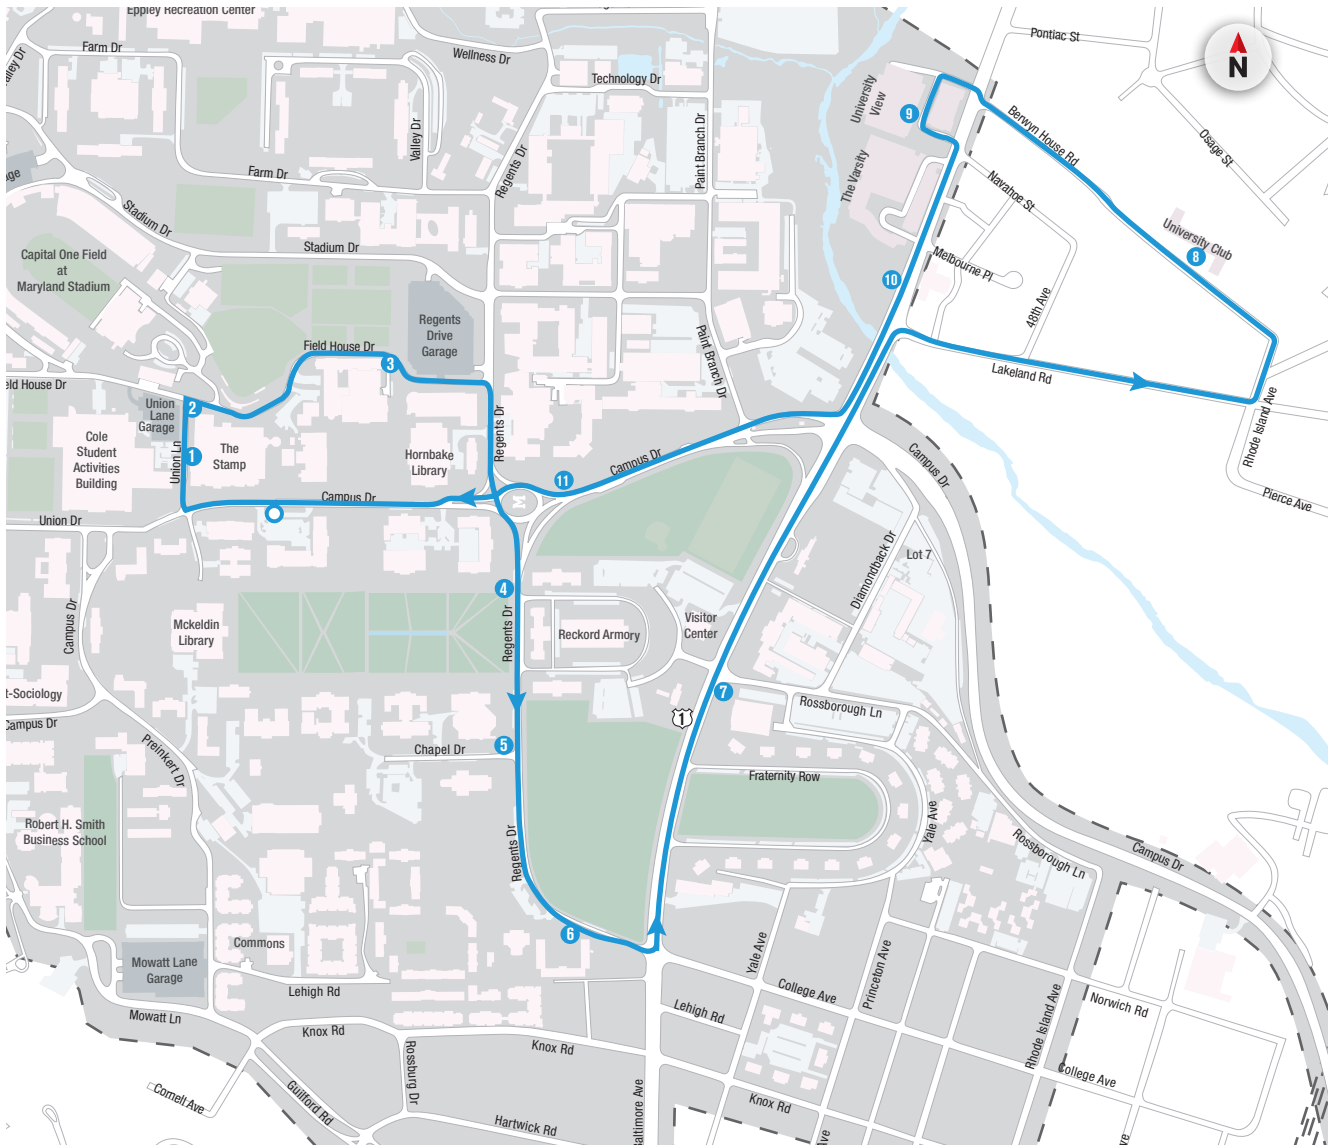 Eppley Recreation Center
Farm Dr
Wellness Dr
Technology Dr
Pontiac St
N
Valley Dr
Valley Dr
Regents Dr
Paint Branch Dr
University
View
9
Berwyn House Rd
Osage St
Farm Dr
The Varsity
Navahoe St
Stadium Dr
Stadium Dr
University Club
8
Capital One Field
at
Maryland Stadium
Melbourne Pl
10
48th Ave
Regents
Drive
Garage
Field House Dr
3
Paint Branch Dr
Lakeland Rd
eld House Dr
Union
Lane
Garage
2
Cole
Student
Activities
Building
Union Ln
1
The
Stamp
Hornbake
Library
Regents Dr
Campus Dr
11
Campus Dr
Rhode Island Ave
Pierce Ave
Campus Dr
M
Union Dr
Lot 7
Diamondback Dr
4
Campus Dr
Mckeldin
Library
Regents Dr
Reckord Armory
Visitor
Center
t-Sociology
Campus Dr
7
1
Rossborough Ln
Preinkert Dr
Chapel Dr
5
Fraternity Row
Robert H. Smith
Business School
Regents Dr
Yale Ave
Rossborough Ln
Campus Dr
6
Commons
Mowatt Lane
Garage
Lehigh Rd
Yale Ave
College Ave
Princeton Ave
Lehigh Rd
Rhode Island Ave
Norwich Rd
Mowatt Ln
Knox Rd
Knox Rd
Rossburg Dr
College Ave
Cornell Ave
Guilford Rd
Hartwick Rd
Baltimore Ave
Knox Rd